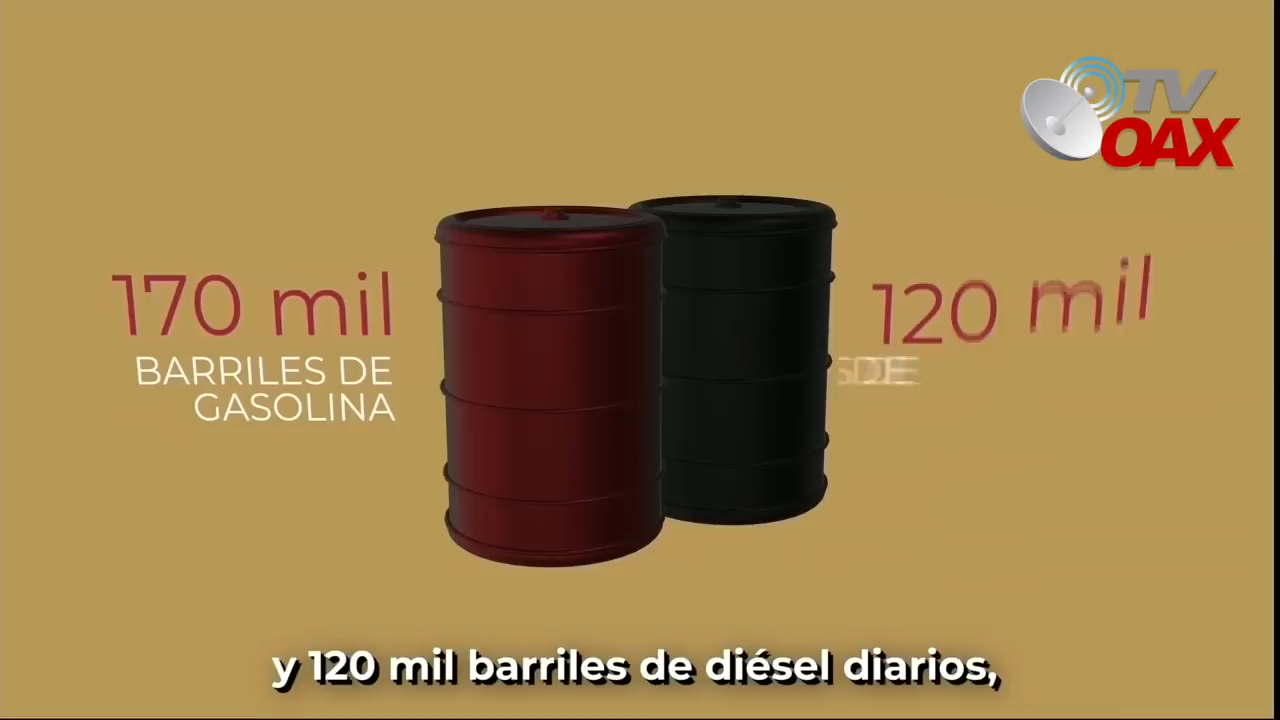 TV
OAX
170 mil
BARRILES DE
GASOLINA
120 mil
y 120 mil barriles de diésel diarios,